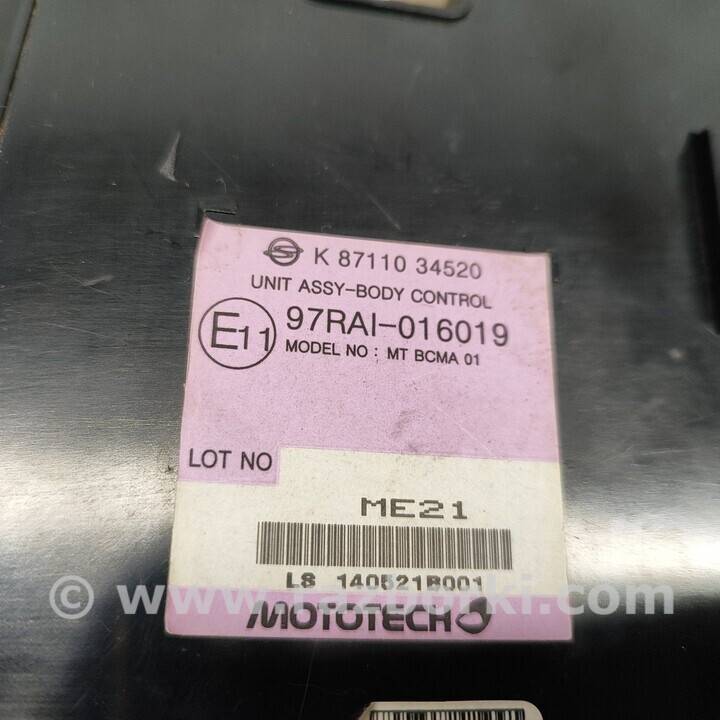 K 87110 34520
UNIT ASSY-BODY CONTROL
E11
97RAI-016019
MODEL NO : MT BCMA 01
LOT NO
ME21
LS 140521B001
© www.razborki.com
MOTOTECH